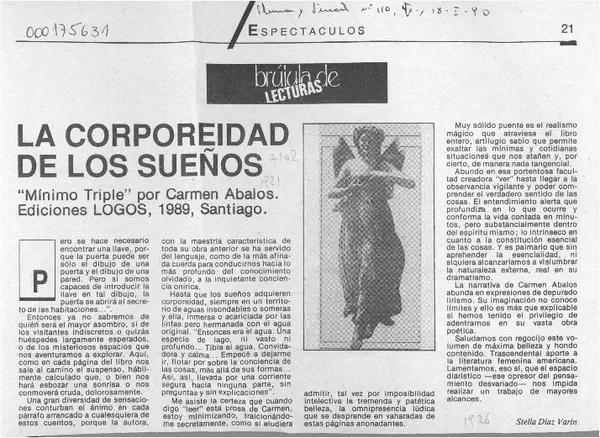 000175631
nº 110, 18-I-90
ESPECTACULOS
21
brújula de
LECTURAS
LA CORPOREIDAD
DE LOS SUEÑOS
"Mínimo Triple" por Carmen Abalos.
Ediciones LOGOS, 1989, Santiago.
Pero se hace necesario
encontrar una llave, por-
que la puerta puede ser
sólo el dibujo de una
puerta y el dibujo de una
pared. Pero si somos
capaces de introducir la
llave en tal dibujo, la
puerta se abrirá al secre-
to de las habitaciones...".
Entonces ya no sabremos de
quién será el mayor asombro, si de
los visitantes indiscretos o quizás
huéspedes largamente esperados,
o de los misteriosos espacios que
nos aventuramos a explorar. Aquí,
como en cada página del libro nos
sale al camino el suspenso, hábil-
mente calculado que, o bien nos
hará esbozar una sonrisa o nos
conmoverá cruda, dolorosamente.
Una gran diversidad de sensacio-
nes conturban el ánimo en cada
párrafo arrancado a cualesquiera de
estos cuentos, porque la autora,
con la maestría característica de
toda su obra anterior se ha servido
del lenguaje, como de la más afina-
da cuerda para conducirnos hacia lo
más profundo del conocimiento
olvidado, a la inquietante concien-
cia onírica.
Hasta que los sueños adquieren
corporeidad, siempre en un territo-
rio de aguas insondables o someras
y ella, inmersa o acariciada por las
linfas pero hermanada con el agua
original. "Entonces era el agua. Una
especie de lago, ni vasto ni
profundo... Tibia el agua. Convida-
dora y calma... Empecé a dejarme
ir, flotar por sobre la conciencia de
las cosas, más allá de sus formas...
Así, así, llevada por una corriente
segura hacia ninguna parte, sin
preguntas y sin explicaciones".
Me asiste la certeza que cuando
digo "leer" está prosa de Carmen,
estoy minimizando, traicionándo-
me secretamente, como si eludiera
admitir, tal vez por imposibilidad
intelectiva la tremenda y patética
belleza, la omnipresencia lúdica
que se desprende en vaharadas de
estas páginas anonadantes.
Muy sólido puente es el realismo
mágico que atraviesa el libro
entero, artilugio sabio que permite
exaltar las mínimas y cotidianas
situaciones que nos atañen y, por
cierto, de manera nada tangencial.
Abundo en esa portentosa facul-
tad creadora "ver" hasta llegar a la
observancia vigilante y poder com-
prender el verdadero sentido de las
cosas. El entendimiento alerta que
profundiza en lo que ocurre y
conforma la vida contada en minu-
tos, pero substancialmente dentro
del espíritu mismo; lo intrínseco en
cuanto a la constitución esencial
de las cosas. Y es palmario que sin
aprehender la esencialidad, ni
siquiera alcanzaríamos a vislumbrar
la naturaleza externa, real en su
dramatismo.
La narrativa de Carmen Abalos
abunda en expresiones de depurado
lirismo. Su imaginación no conoce
límites y ello es más que explicable
si hemos tenido el privilegio de
adentrarnos en su vasta obra
poética.
Saludamos con regocijo este vo-
lumen de máxima belleza y hondo
contenido. Trascendental aporte a
la literatura femenina americana.
Lamentamos, eso sí, que el espacio
diarístico —ese opresor del pensa-
miento desvariado— nos impida
realizar un trabajo de mayores
alcances.
Stella Díaz Varín
1926